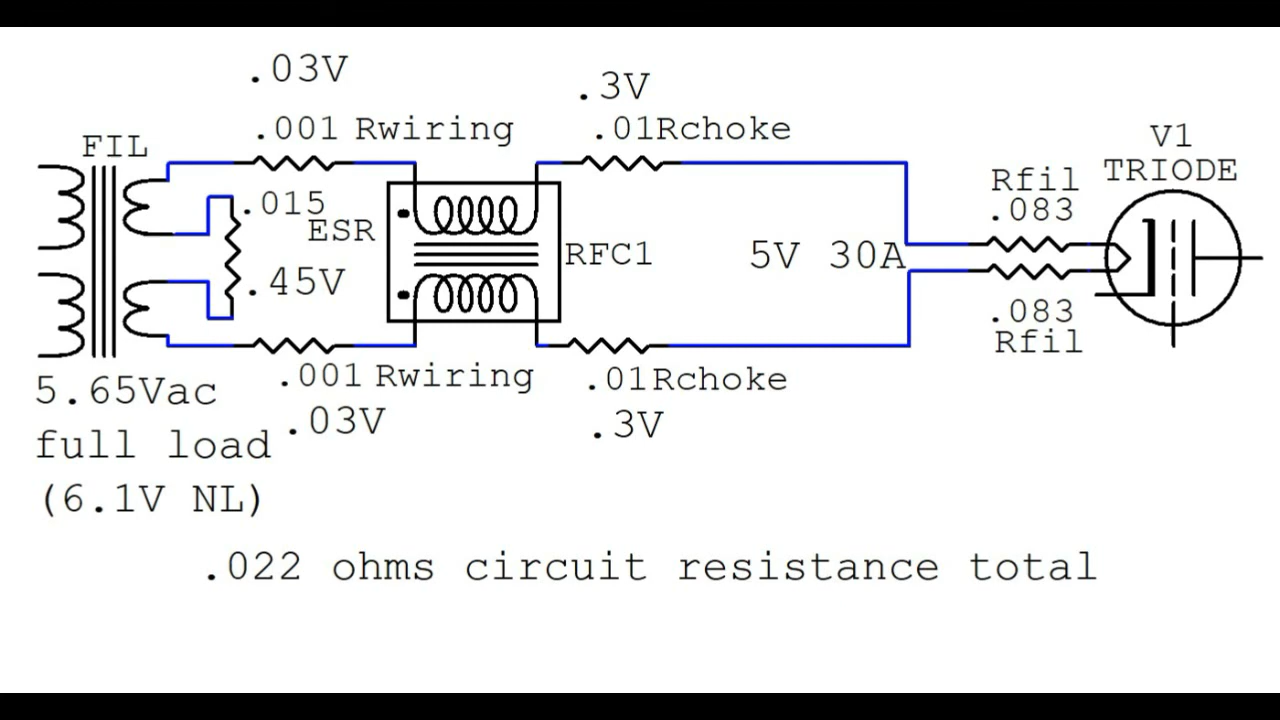 .03V
.3V
.001 Rwiring
.01Rchoke
V1
TRIODE
FIL
Rfil
.083
.015
ESR
RFC1
5V 30A
.45V
.083
Rfil
.001 Rwiring
.01Rchoke
.03V
.3V
5.65Vac
full load
(6.1V NL)
.022 ohms circuit resistance total